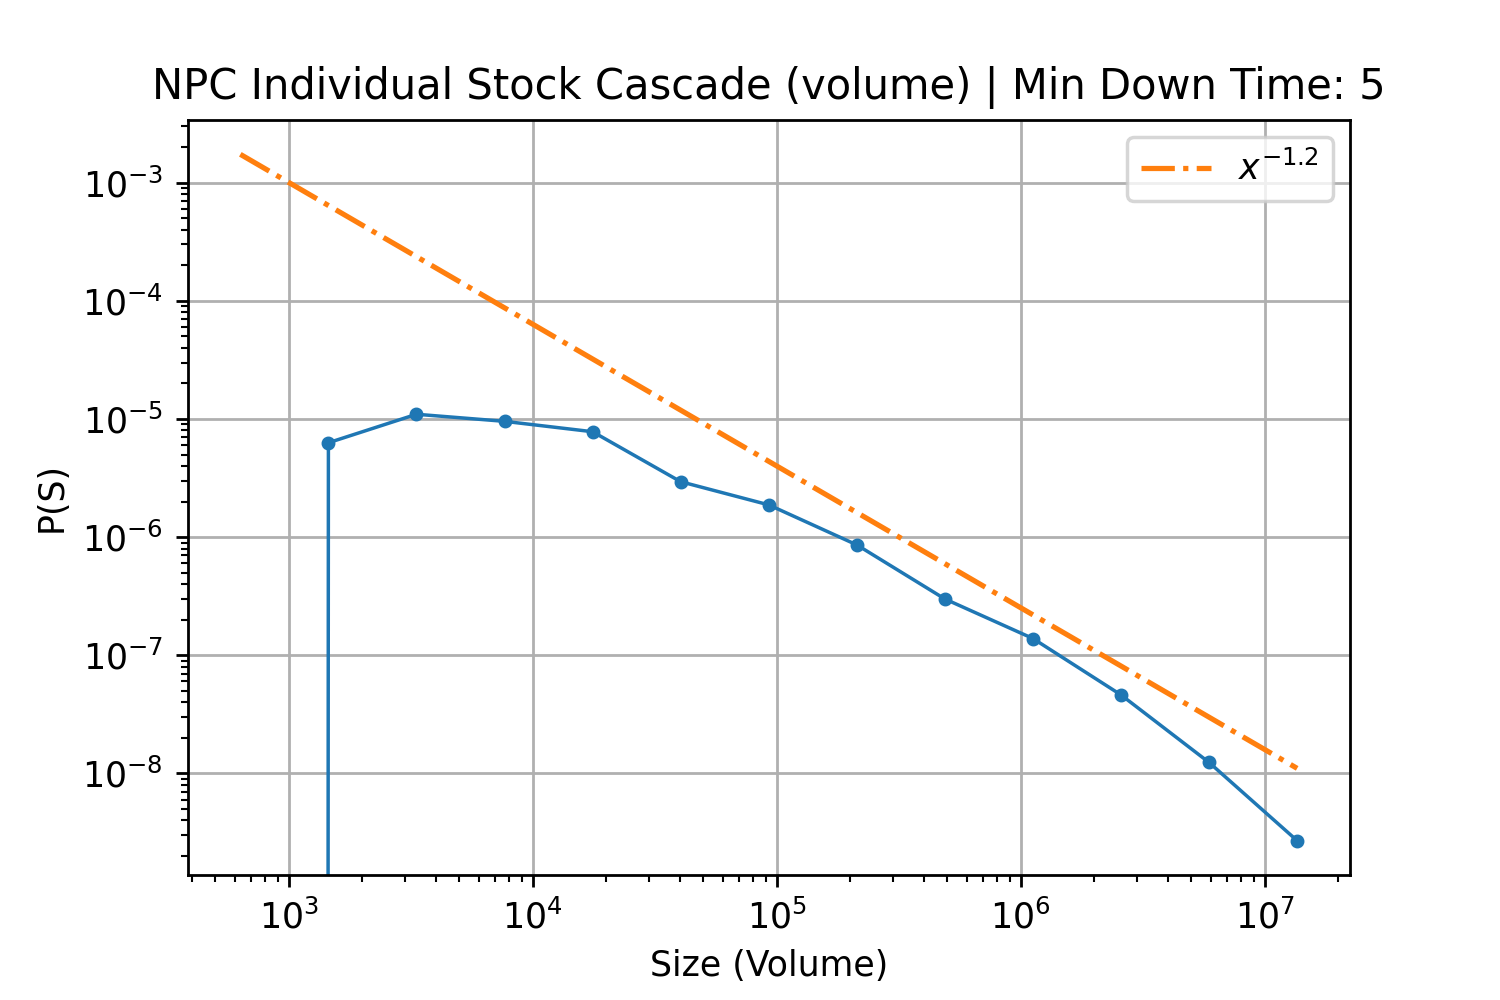 NPC Individual Stock Cascade (volume) | Min Down Time: 5
x^{-1.2}
P(S)
10^{-3}
10^{-4}
10^{-5}
10^{-6}
10^{-7}
10^{-8}
10^{3} 10^{4} 10^{5} 10^{6} 10^{7}
Size (Volume)